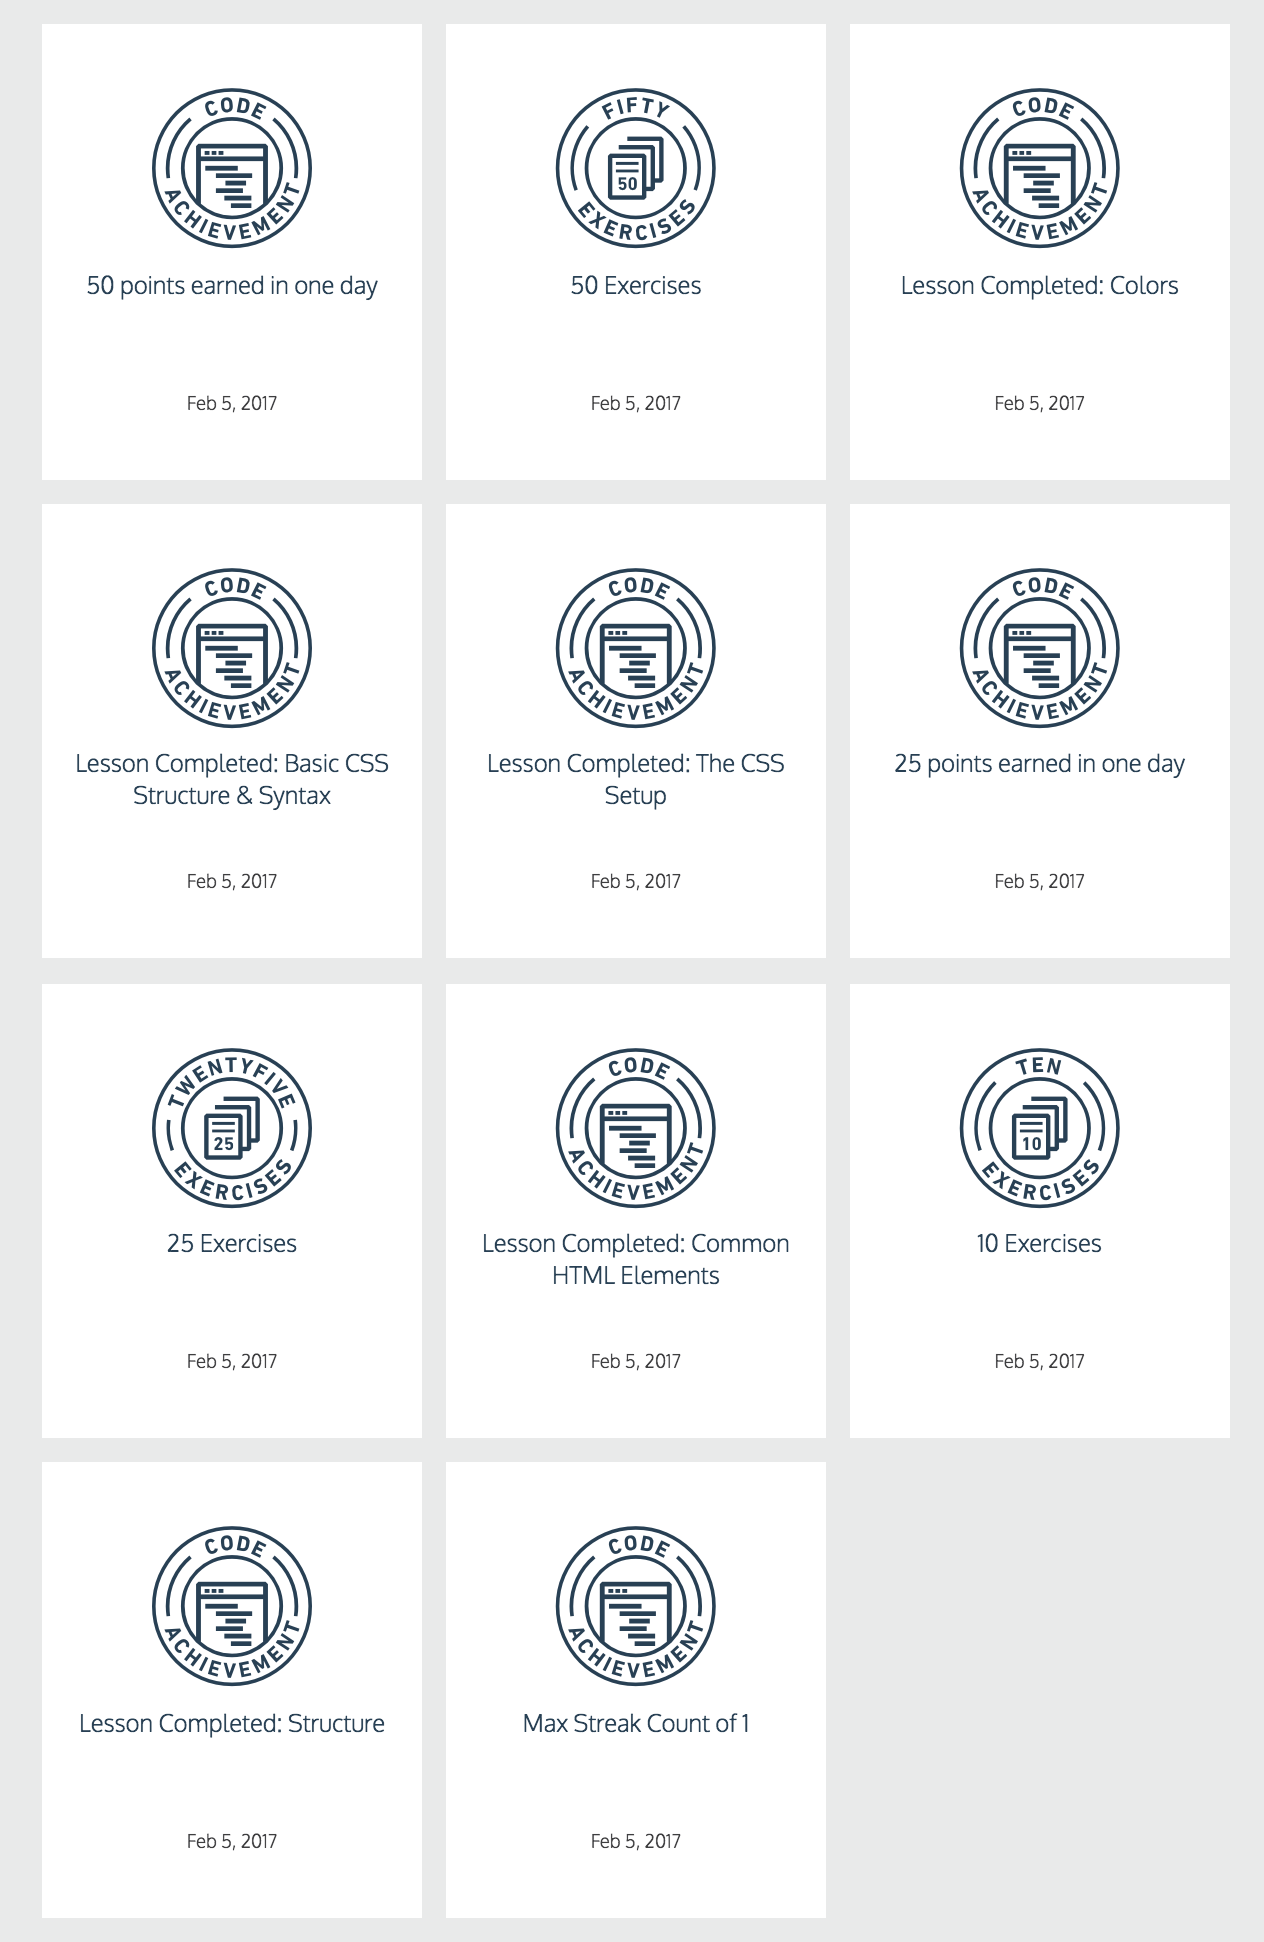 CODE
ACHIEVEMENT
50 points earned in one day
Feb 5, 2017
FIFTY
50
EXERCISES
50 Exercises
Feb 5, 2017
CODE
ACHIEVEMENT
Lesson Completed: Colors
Feb 5, 2017
CODE
ACHIEVEMENT
Lesson Completed: Basic CSS
Structure & Syntax
Feb 5, 2017
CODE
ACHIEVEMENT
Lesson Completed: The CSS
Setup
Feb 5, 2017
CODE
ACHIEVEMENT
25 points earned in one day
Feb 5, 2017
TWENTYFIVE
25
EXERCISES
25 Exercises
Feb 5, 2017
CODE
ACHIEVEMENT
Lesson Completed: Common
HTML Elements
Feb 5, 2017
TEN
10
EXERCISES
10 Exercises
Feb 5, 2017
CODE
ACHIEVEMENT
Lesson Completed: Structure
Feb 5, 2017
CODE
ACHIEVEMENT
Max Streak Count of 1
Feb 5, 2017